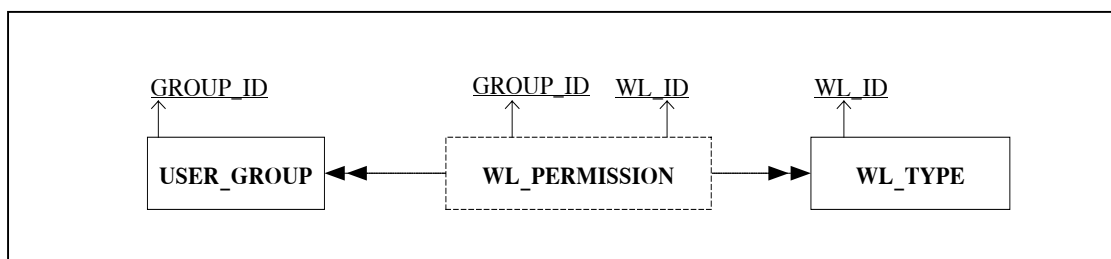 GROUP_ID GROUP_ID WL_ID WL_ID
USER_GROUP WL_PERMISSION WL_TYPE